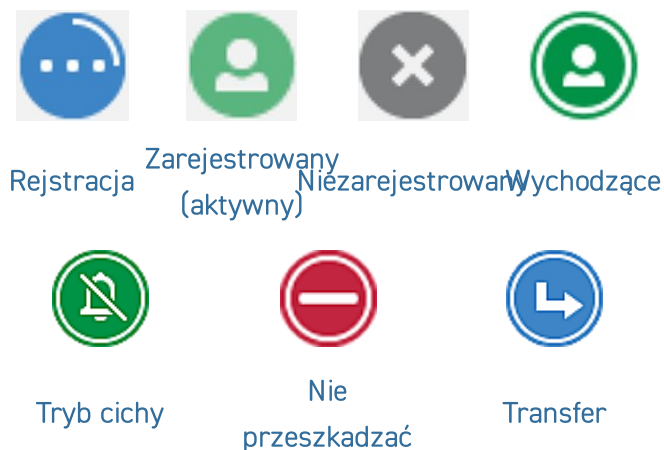 Rejstracja
Zarejestrowany
(aktywny)
Niezarejestrowany
Wychodzące
Tryb cichy
Nie
przeszkadzać
Transfer